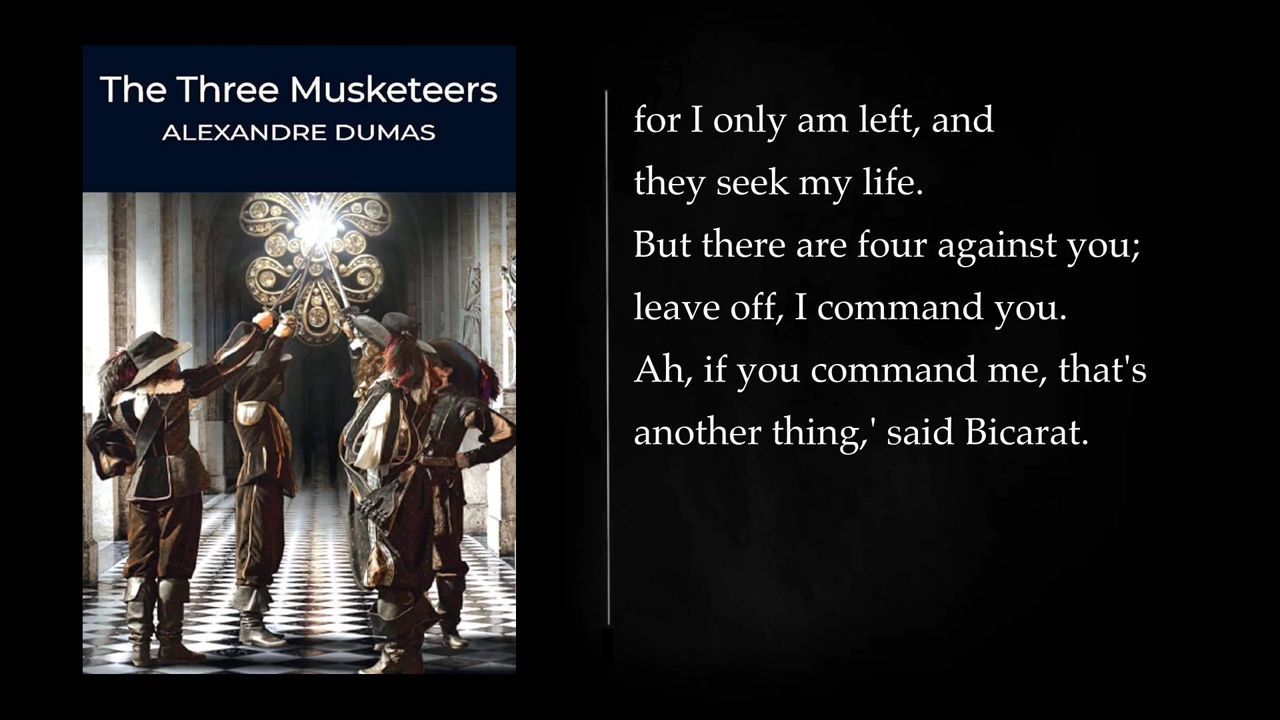 The Three Musketeers
ALEXANDRE DUMAS
for I only am left, and
they seek my life.
But there are four against you;
leave off, I command you.
Ah, if you command me, that's
another thing,' said Bicarat.